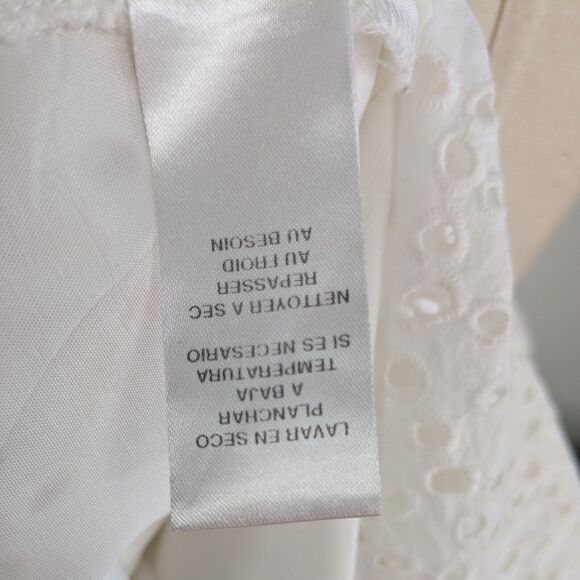 LAVAR EN SECO
PLANCHAR
A BAJA
TEMPERATURA
SI ES NECESARIO
NETTOYER A SEC
REPASSER
AU FROID
AU BESOIN